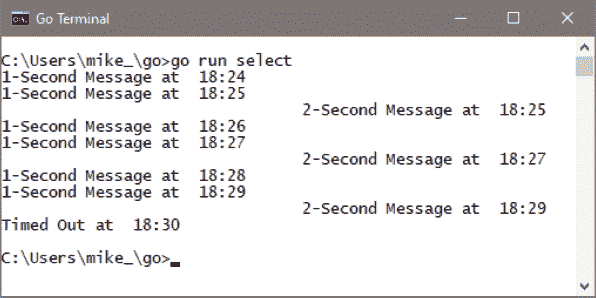 Go Terminal
C:\Users\mike_\go>go run select
1-Second Message at  18:24
1-Second Message at  18:25
2-Second Message at  18:25
1-Second Message at  18:26
1-Second Message at  18:27
2-Second Message at  18:27
1-Second Message at  18:28
1-Second Message at  18:29
2-Second Message at  18:29
Timed Out at  18:30
C:\Users\mike_\go>